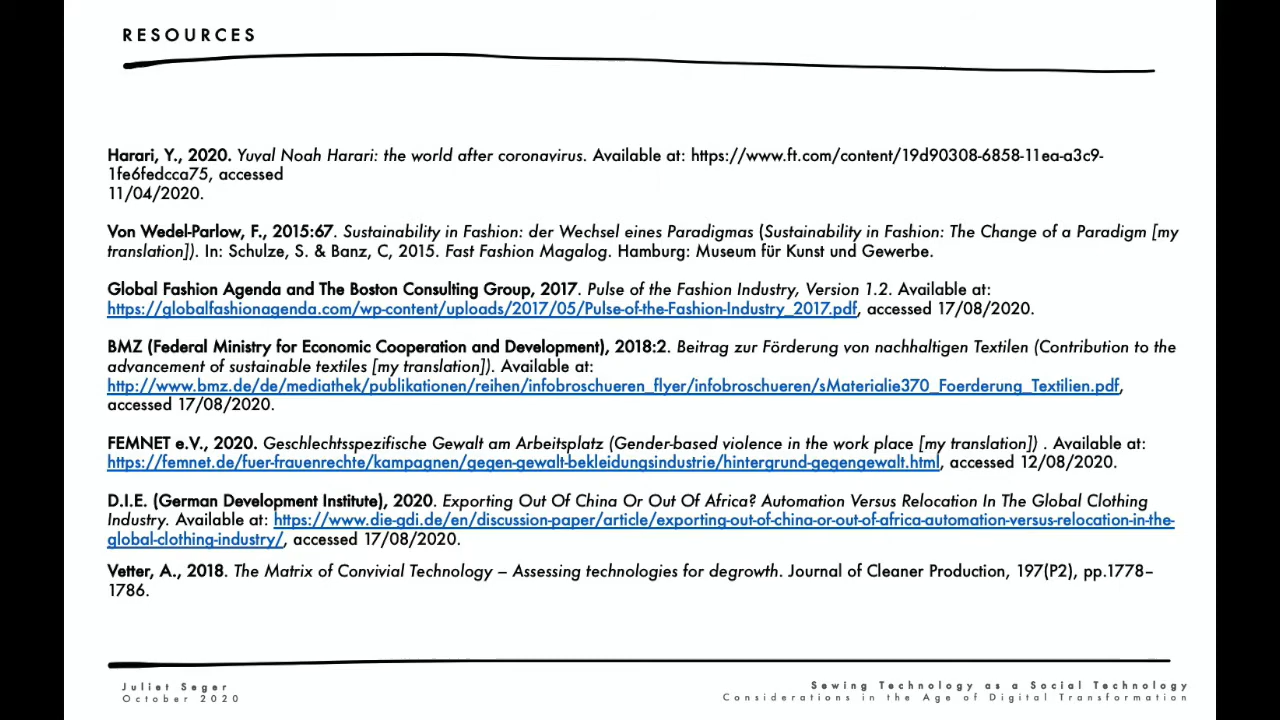 RESOURCES
Harari, Y., 2020. Yuval Noah Harari: the world after coronavirus. Available at: https://www.ft.com/content/19d90308-6858-11ea-a3c9-
1fe6fedcca75, accessed
11/04/2020.
Von Wedel-Parlow, F., 2015:67. Sustainability in Fashion: der Wechsel eines Paradigmas (Sustainability in Fashion: The Change of a Paradigm [my
translation]). In: Schulze, S. & Banz, C, 2015. Fast Fashion Magalog. Hamburg: Museum für Kunst und Gewerbe.
Global Fashion Agenda and The Boston Consulting Group, 2017. Pulse of the Fashion Industry, Version 1.2. Available at:
https://globalfashionagenda.com/wp-content/uploads/2017/05/Pulse-of-the-Fashion-Industry_2017.pdf, accessed 17/08/2020.
BMZ (Federal Ministry for Economic Cooperation and Development), 2018:2. Beitrag zur Förderung von nachhaltigen Textilen (Contribution to the
advancement of sustainable textiles [my translation]). Available at:
http://www.bmz.de/de/mediathek/publikationen/reihen/infobroschueren_flyer/infobroschueren/sMaterialie370_Foerderung_Textilien.pdf,
accessed 17/08/2020.
FEMNET e.V., 2020. Geschlechtsspezifische Gewalt am Arbeitsplatz (Gender-based violence in the work place [my translation]) . Available at:
https://femnet.de/fuer-frauenrechte/kampagnen/gegen-gewalt-bekleidungsindustrie/hintergrund-gegengewalt.html, accessed 12/08/2020.
D.I.E. (German Development Institute), 2020. Exporting Out Of China Or Out Of Africa? Automation Versus Relocation In The Global Clothing
Industry. Available at: https://www.die-gdi.de/en/discussion-paper/article/exporting-out-of-china-or-out-of-africa-automation-versus-relocation-in-the-
global-clothing-industry/, accessed 17/08/2020.
Vetter, A., 2018. The Matrix of Convivial Technology – Assessing technologies for degrowth. Journal of Cleaner Production, 197(P2), pp.1778–
1786.
Juliet Seger
October 2020
Sewing Technology as a Social Technology
Considerations in the Age of Digital Transformation